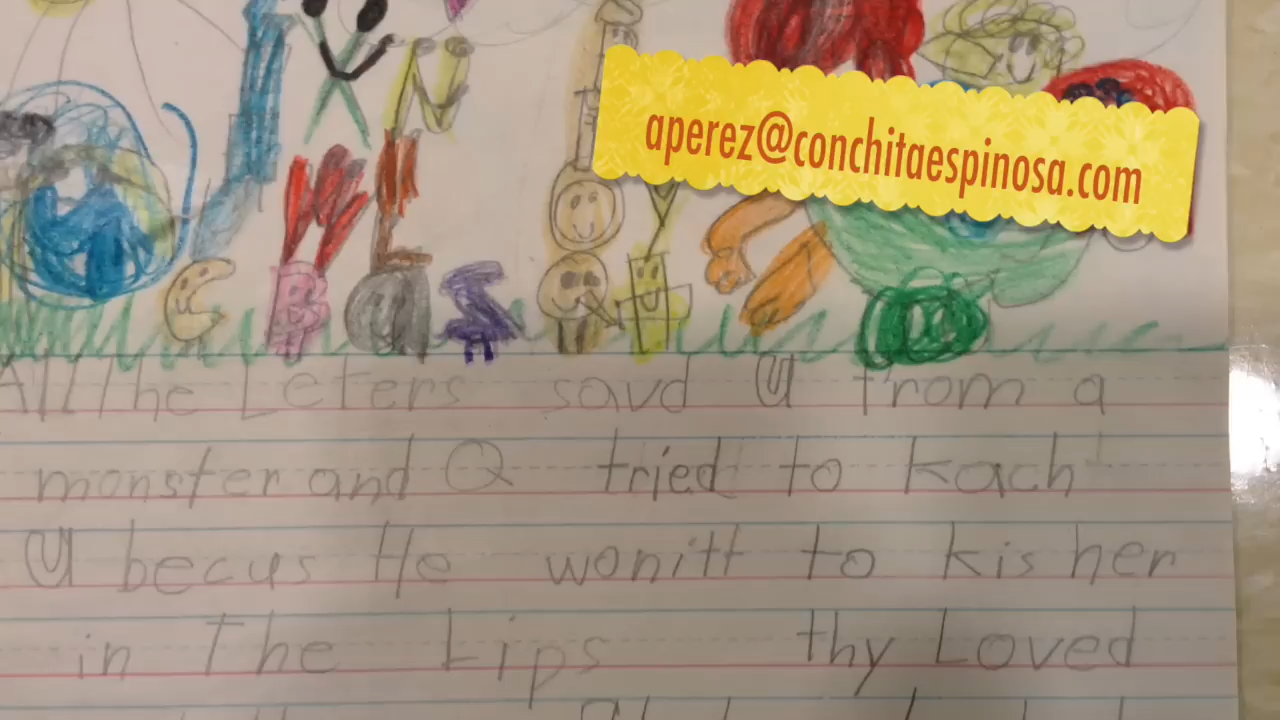 aperez@conchitaespinosa.com
All The Leters savd U from a
monster and Q tried to kach
U becus He wonitt to kis her
in The Lips thy Loved